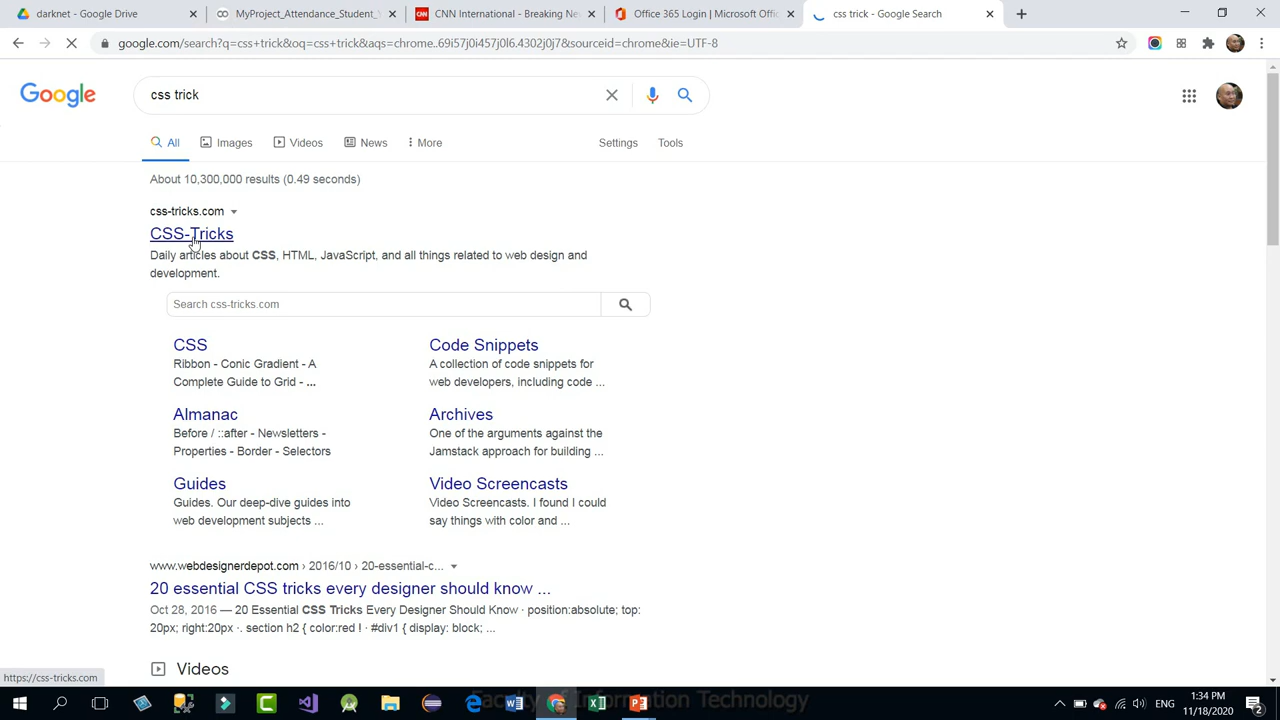 darknet - Google Drive
MyProject_Attendance_Student_
CNN International - Breaking Ne
Office 365 Login | Microsoft Offi
css trick - Google Search
google.com/search?q=css+trick&oq=css+trick&aqs=chrome..69i57j0i457j0l6.4302j0j7&sourceid=chrome&ie=UTF-8
Google
css trick
All
Images
Videos
News
More
Settings
Tools
About 10,300,000 results (0.49 seconds)
css-tricks.com
CSS-Tricks
Daily articles about CSS, HTML, JavaScript, and all things related to web design and
development.
Search css-tricks.com
CSS
Ribbon - Conic Gradient - A
Complete Guide to Grid - ...
Code Snippets
A collection of code snippets for
web developers, including code ...
Almanac
Before / ::after - Newsletters -
Properties - Border - Selectors
Archives
One of the arguments against the
Jamstack approach for building ...
Guides
Guides. Our deep-dive guides into
web development subjects ...
Video Screencasts
Video Screencasts. I found I could
say things with color and ...
www.webdesignerdepot.com › 2016/10 › 20-essential-c...
20 essential CSS tricks every designer should know ...
Oct 28, 2016 — 20 Essential CSS Tricks Every Designer Should Know · position:absolute; top:
20px; right:20px ·. section h2 { color:red ! · #div1 { display: block; ...
Videos
https://css-tricks.com
Faculty of Information Technology
ENG
1:34 PM
11/18/2020
2